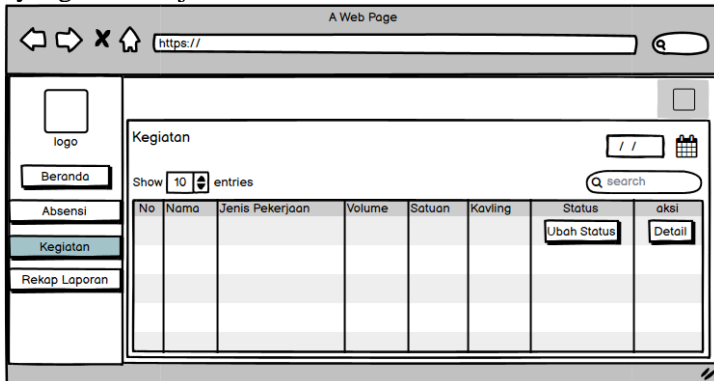 A Web Page
https://
logo
Beranda
Absensi
Kegiatan
Rekap Laporan
Kegiatan
/ /
Show 10 entries
search
No Nama Jenis Pekerjaan Volume Satuan Kavling Status aksi
Ubah Status Detail